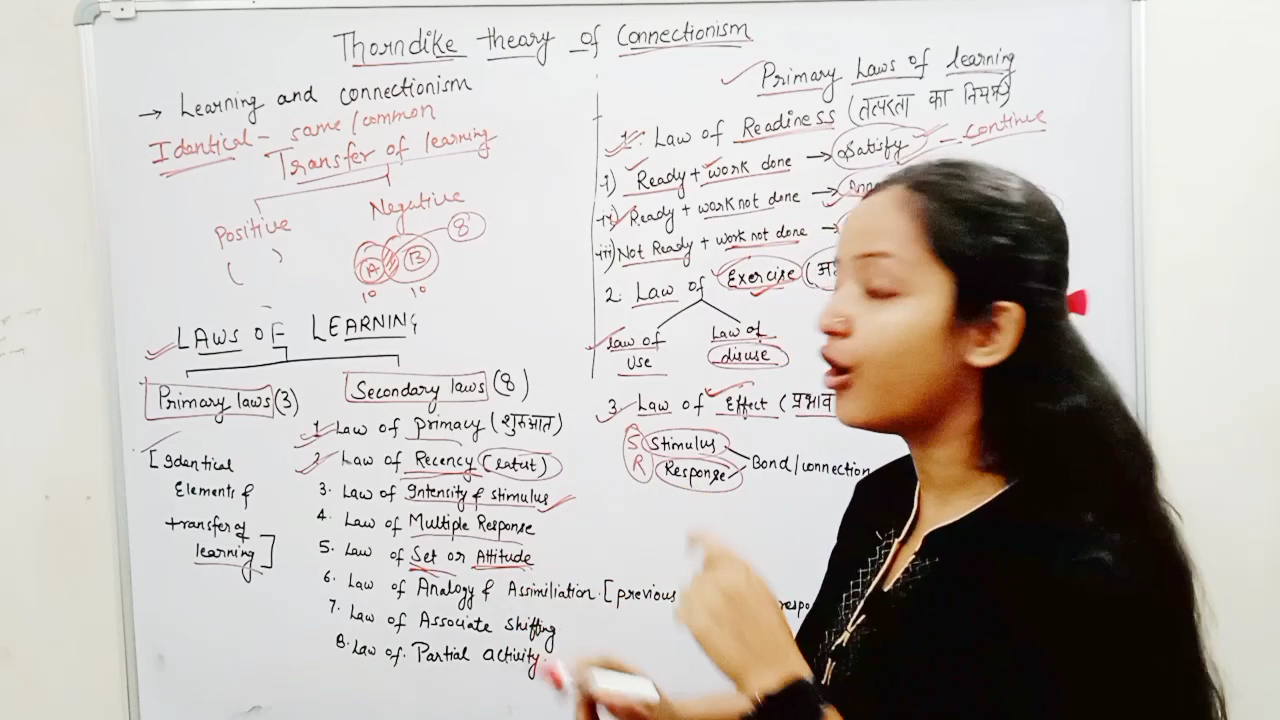 Thorndike theory of Connectionism
→ Learning and connectionism
Identical - same / common
Transfer of learning
Positive
Negative
( )
A B 8
10 10
LAWS OF LEARNING
Primary laws (3)
Secondary laws (8)
[Identical
Elements of
transfer of
learning]
1. Law of primacy (शुरुआत)
2. Law of Recency (latest)
3. Law of Intensity of stimulus
4. Law of Multiple Response
5. Law of Set or Attitude
6. Law of Analogy & Assimiliation [previous
7. Law of Associate Shifting
8. Law of Partial activity.
Primary Laws of learning
1. Law of Readiness (तत्परता का नियम)
i) Ready + work done → Satisfy - continue
ii) Ready + work not done →
iii) Not Ready + work not done →
2. Law of Exercise
Law of Use
Law of disuse
3. Law of Effect (प्रभाव
S Stimulus
R Response
Bond / connection